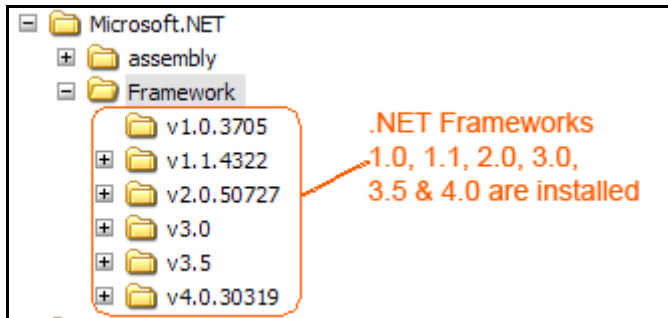 Microsoft.NET
assembly
Framework
v1.0.3705
v1.1.4322
v2.0.50727
v3.0
v3.5
v4.0.30319
.NET Frameworks
1.0, 1.1, 2.0, 3.0,
3.5 & 4.0 are installed